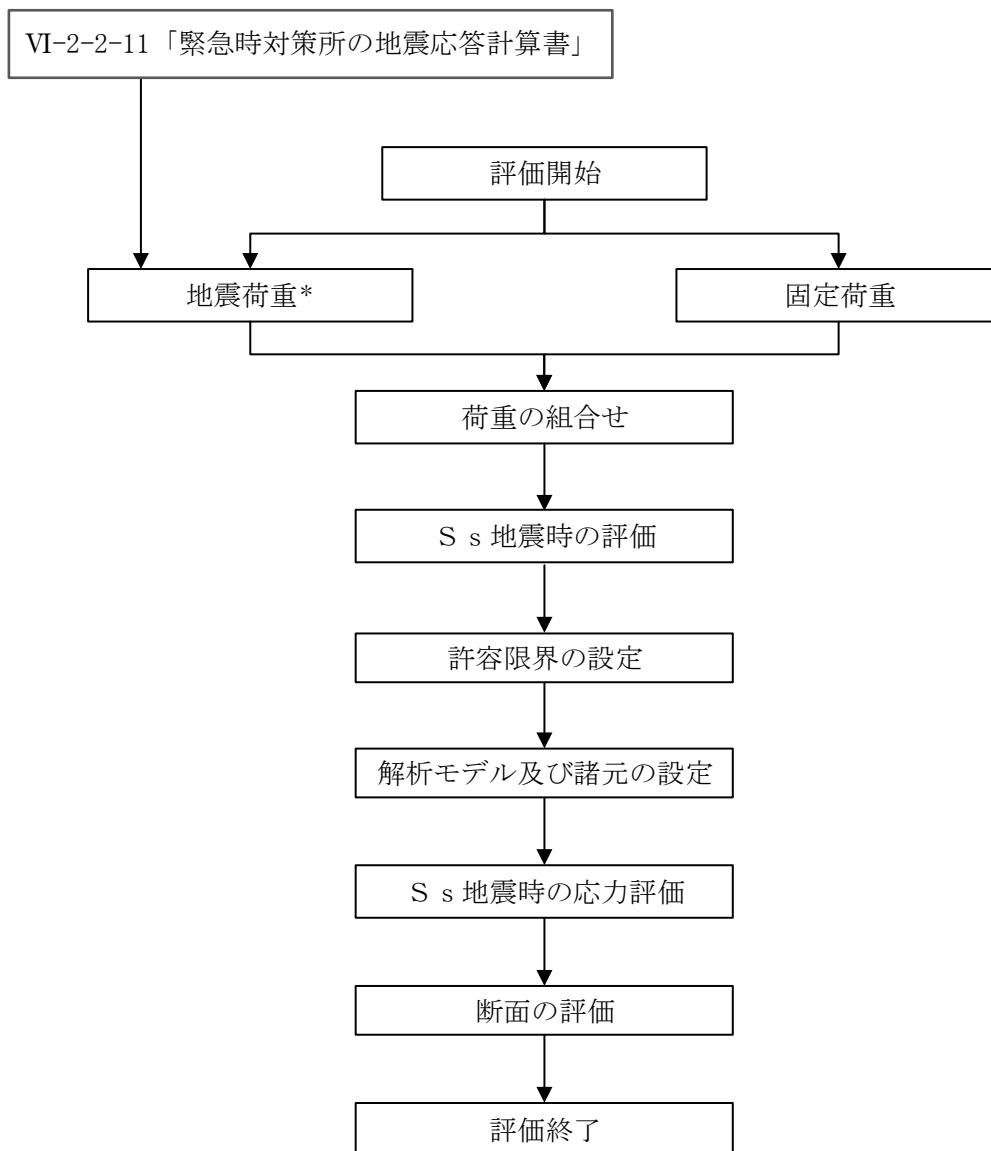 Ⅵ-2-2-11「緊急時対策所の地震応答計算書」
評価開始
地震荷重*
固定荷重
荷重の組合せ
Ｓｓ地震時の評価
許容限界の設定
解析モデル及び諸元の設定
Ｓｓ地震時の応力評価
断面の評価
評価終了